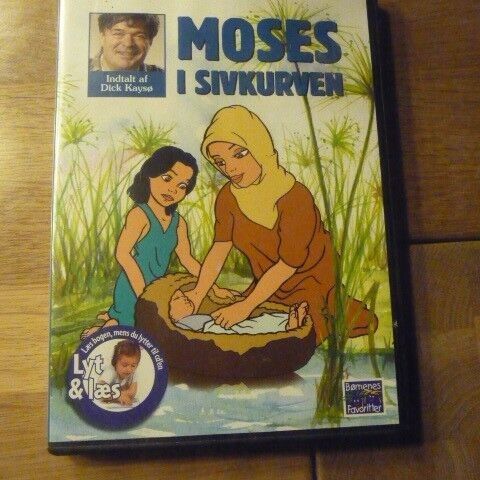 MOSES
I SIVKURVEN
Indtalt af
Dick Kaysø
Læs bogen, mens du lytter til cd'en
Lyt
& læs
Børnenes
Favoritter